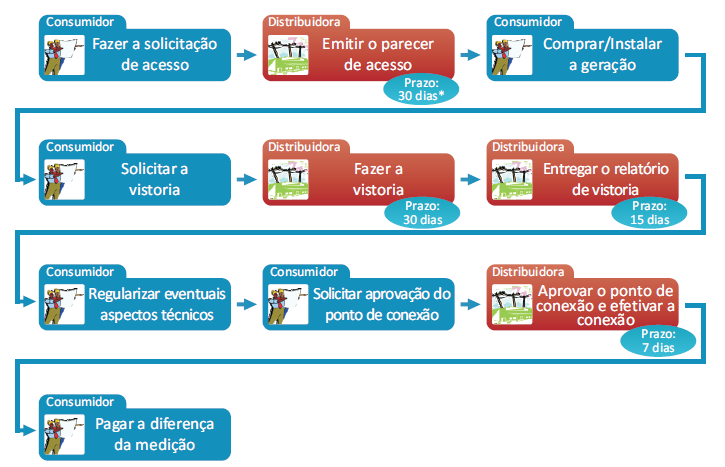 Consumidor
Fazer a solicitação
de acesso
Distribuidora
Emitir o parecer
de acesso
Prazo:
30 dias*
Consumidor
Comprar/Instalar
a geração
Consumidor
Solicitar a
vistoria
Distribuidora
Fazer a
vistoria
Prazo:
30 dias
Distribuidora
Entregar o relatório
de vistoria
Prazo:
15 dias
Consumidor
Regularizar eventuais
aspectos técnicos
Consumidor
Solicitar aprovação do
ponto de conexão
Distribuidora
Aprovar o ponto de
conexão e efetivar a
conexão
Prazo:
7 dias
Consumidor
Pagar a diferença
da medição